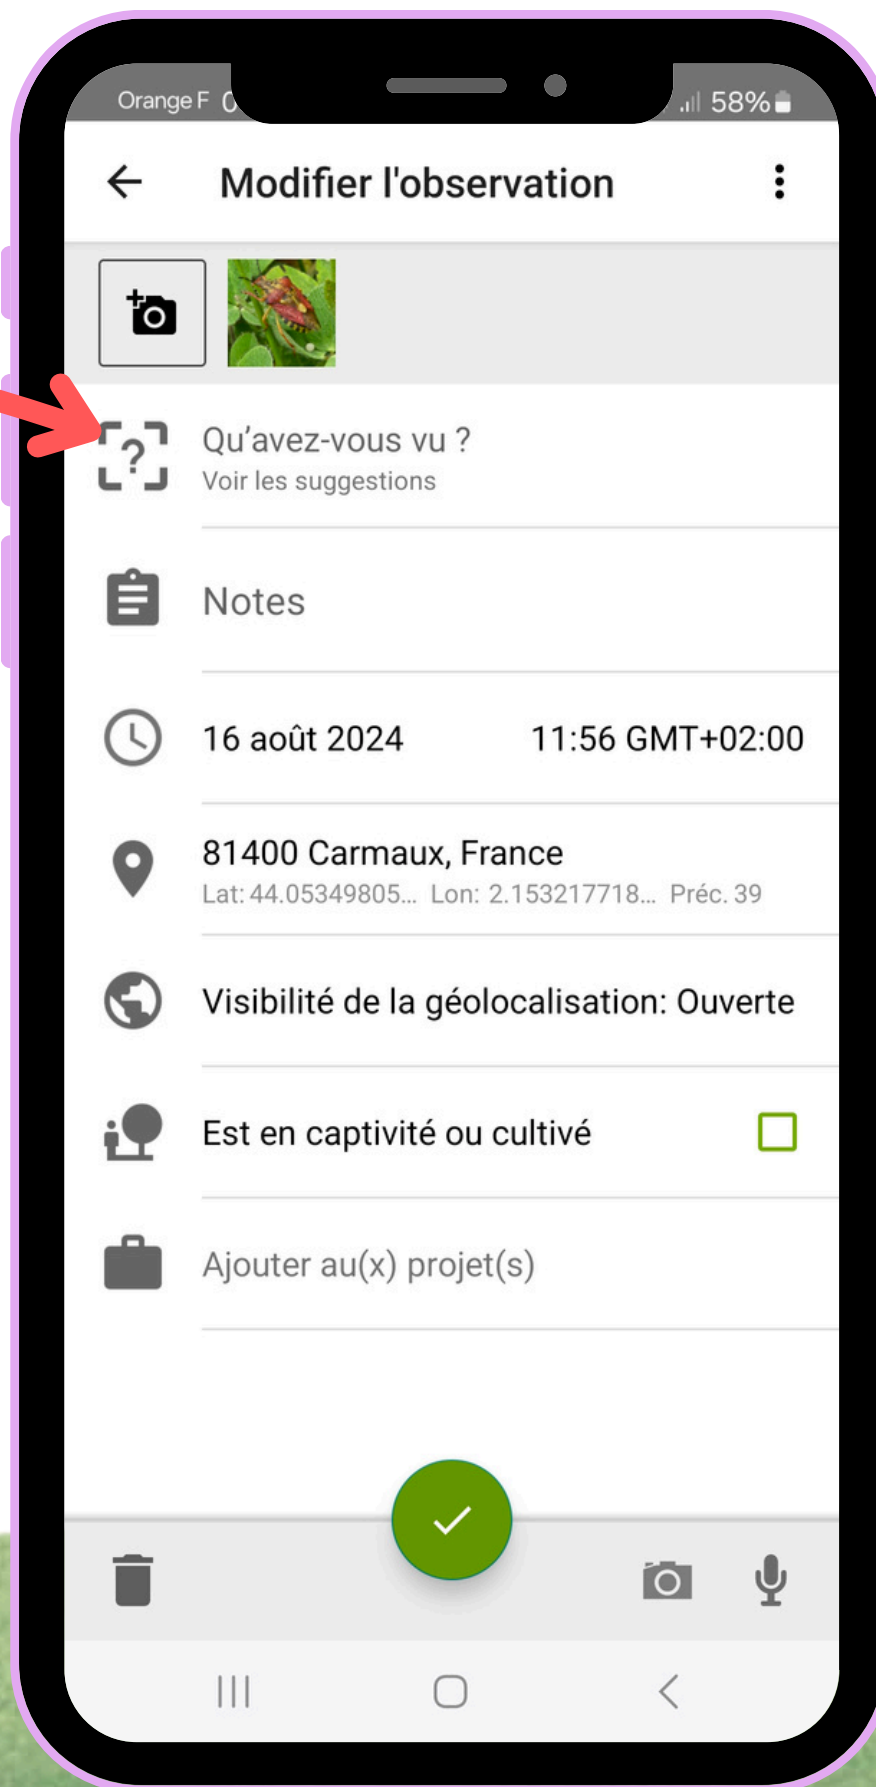 Orange F
58%
Modifier l'observation
Qu’avez-vous vu ?
Voir les suggestions
Notes
16 août 2024 11:56 GMT+02:00
81400 Carmaux, France
Lat: 44.05349805... Lon: 2.153217718... Préc. 39
Visibilité de la géolocalisation: Ouverte
Est en captivité ou cultivé
Ajouter au(x) projet(s)